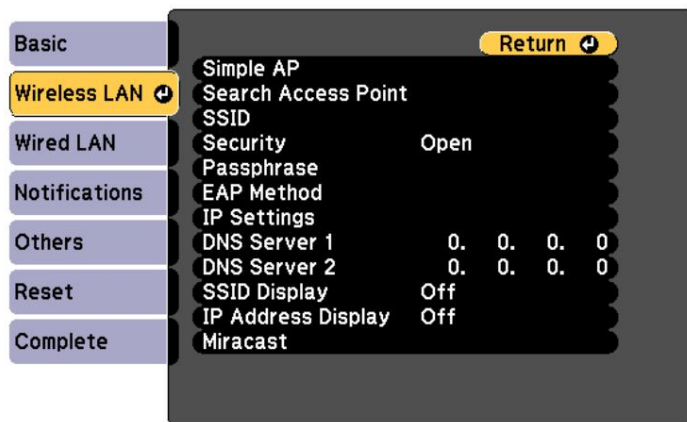 Basic
Wireless LAN
Wired LAN
Notifications
Others
Reset
Complete
Return
Simple AP
Search Access Point
SSID
Security Open
Passphrase
EAP Method
IP Settings
DNS Server 1 0. 0. 0. 0
DNS Server 2 0. 0. 0. 0
SSID Display Off
IP Address Display Off
Miracast